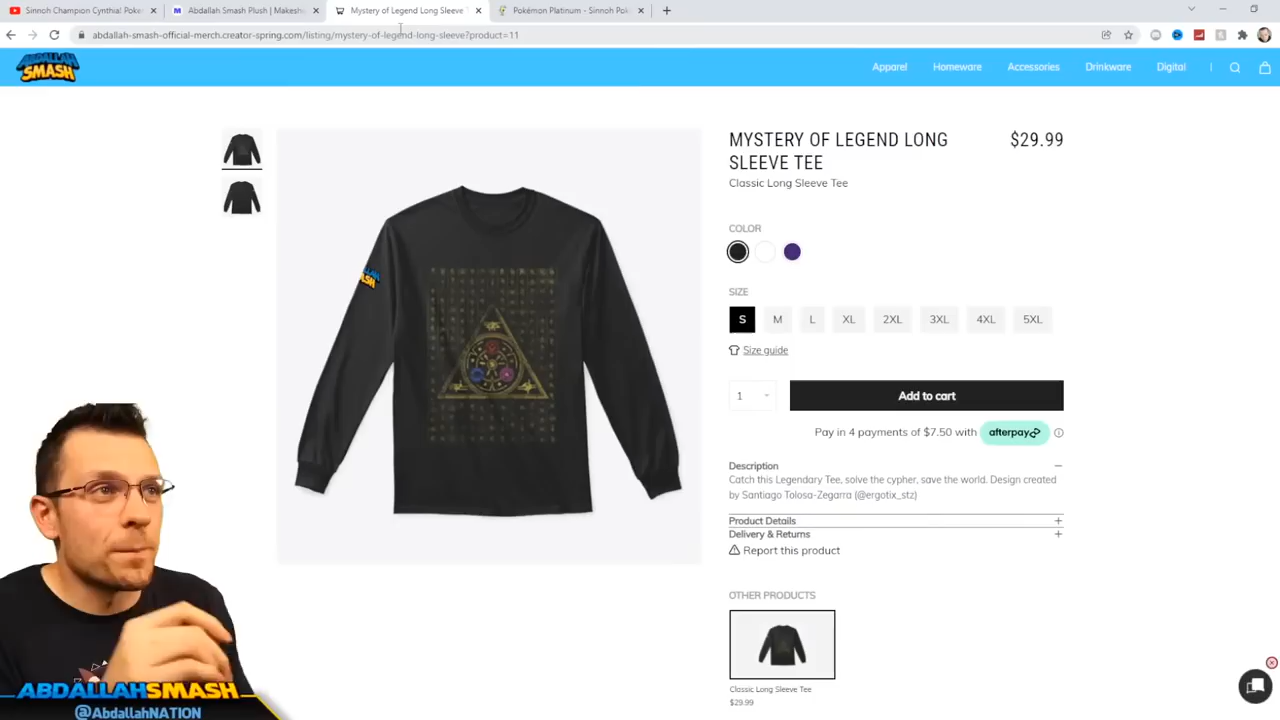 Sinnoh Champion Cynthia: Poké
Abdallah Smash Plush | Makeshi
Mystery of Legend Long Sleeve T
Pokémon Platinum - Sinnoh Pok
abdallah-smash-official-merch.creator-spring.com/listing/mystery-of-legend-long-sleeve?product=11
ABDALLAH
SMASH
Apparel
Homeware
Accessories
Drinkware
Digital
MYSTERY OF LEGEND LONG
SLEEVE TEE
$29.99
Classic Long Sleeve Tee
COLOR
SIZE
S M L XL 2XL 3XL 4XL 5XL
Size guide
1
Add to cart
Pay in 4 payments of $7.50 with afterpay
Description
Catch this Legendary Tee, solve the cypher, save the world. Design created
by Santiago Tolosa-Zegarra (@ergotix_stz)
Product Details
Delivery & Returns
Report this product
OTHER PRODUCTS
Classic Long Sleeve Tee
$29.99
ABDALLAHSMASH
@AbdallahNATION